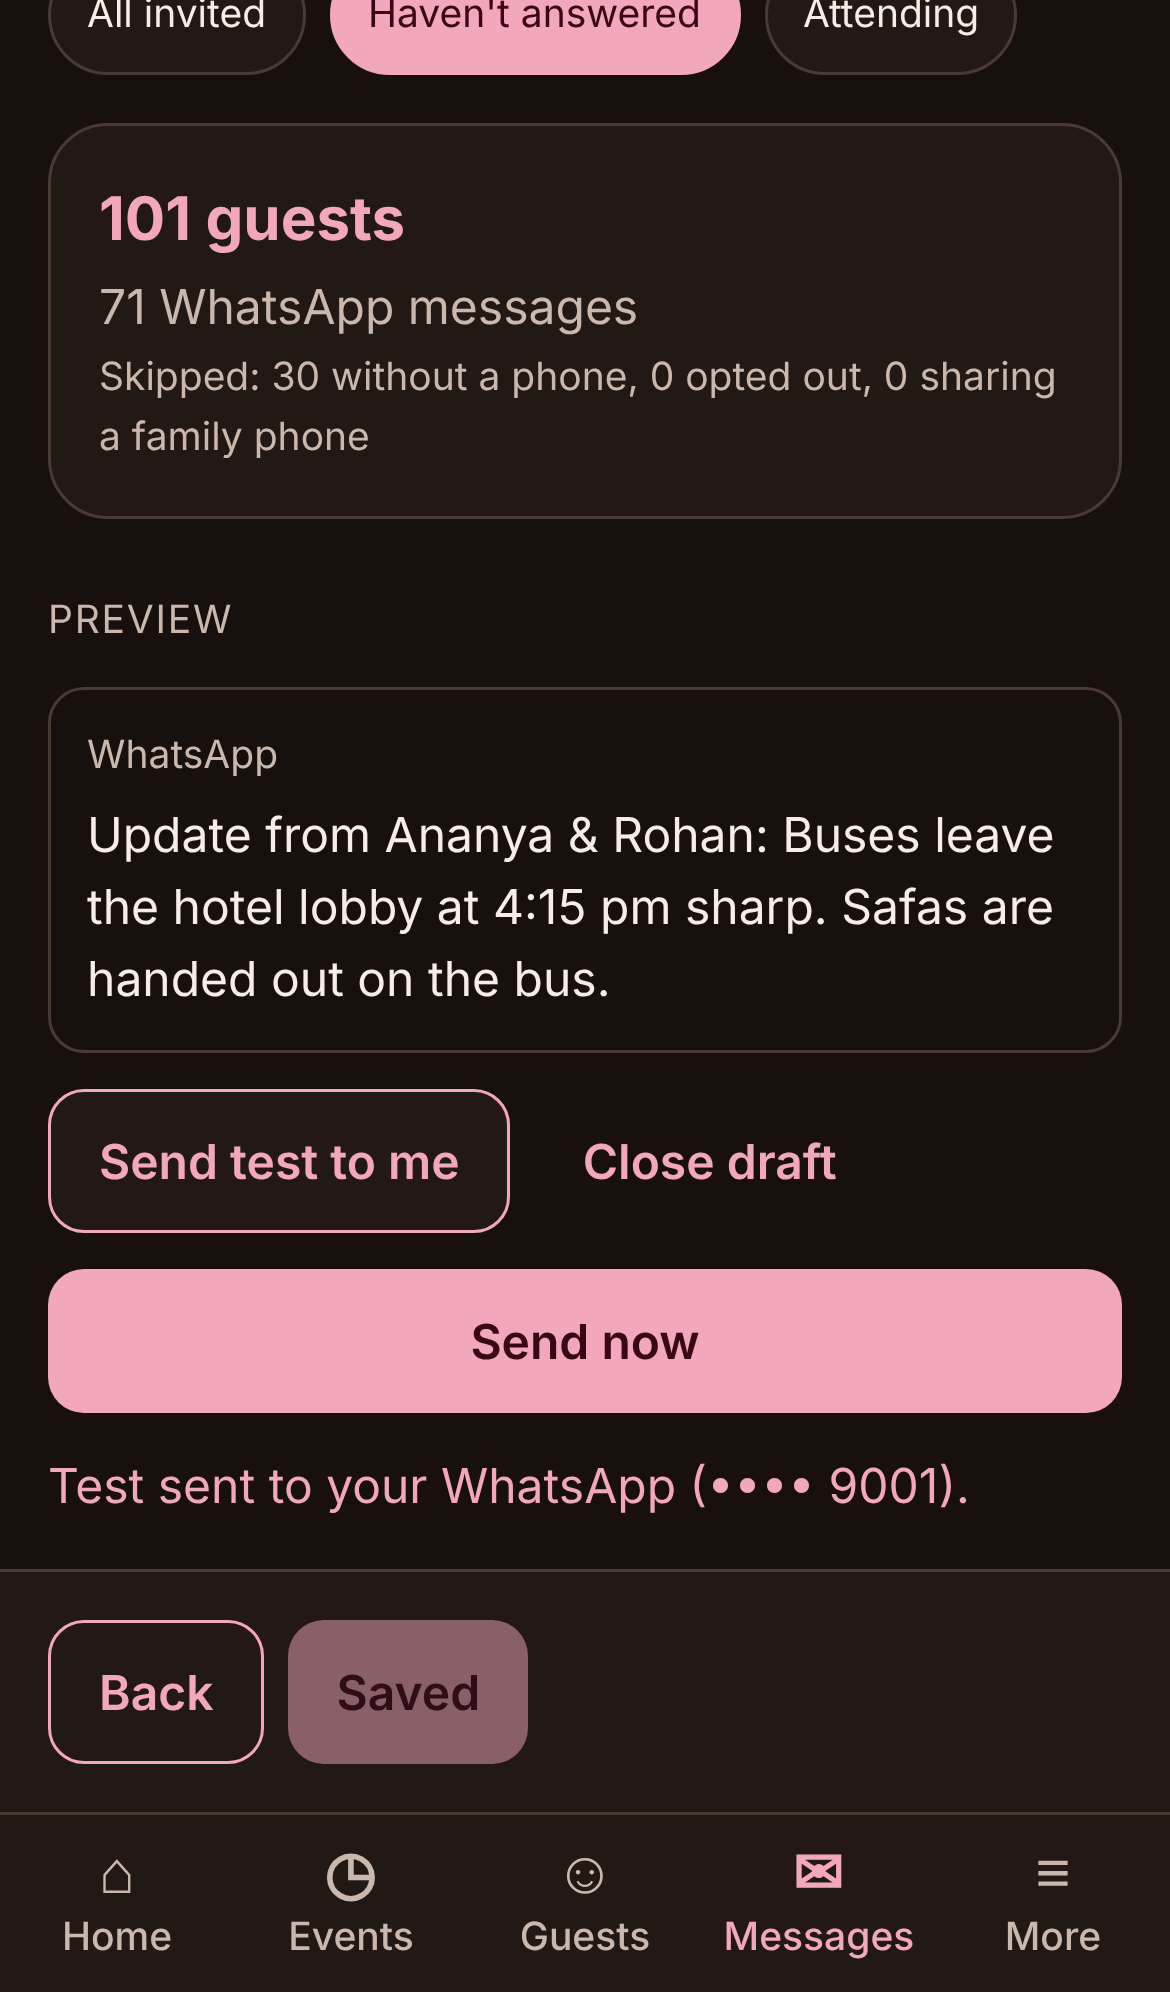 All invited
Haven't answered
Attending
101 guests
71 WhatsApp messages
Skipped: 30 without a phone, 0 opted out, 0 sharing
a family phone
PREVIEW
WhatsApp
Update from Ananya & Rohan: Buses leave
the hotel lobby at 4:15 pm sharp. Safas are
handed out on the bus.
Send test to me
Close draft
Send now
Test sent to your WhatsApp (•••• 9001).
Back
Saved
Home
Events
Guests
Messages
More